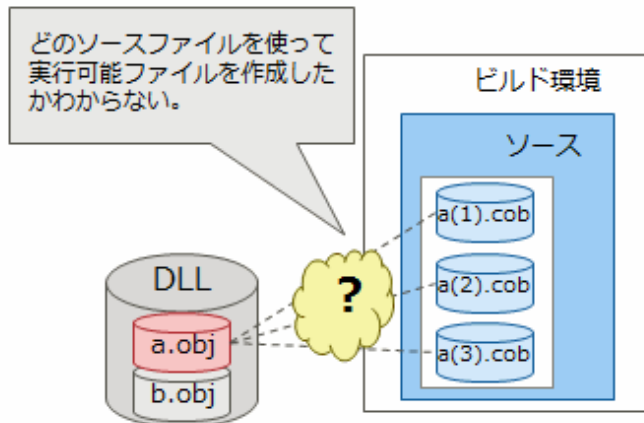 どのソースファイルを使って
実行可能ファイルを作成した
かわからない。
ビルド環境
ソース
a(1).cob
a(2).cob
a(3).cob
?
DLL
a.obj
b.obj